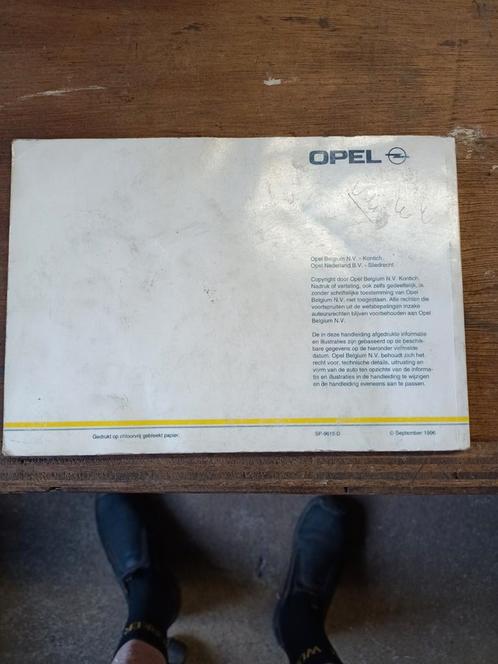 OPEL
Opel Belgium N.V. - Kontich.
Opel Nederland B.V. - Sliedrecht.
Copyright door Opel Belgium N.V. Kontich.
Nadruk of vertaling, ook zelfs gedeeltelijk, is
zonder schriftelijke toestemming van Opel
Belgium N.V. niet toegestaan. Alle rechten die
voortspruiten uit de wetsbepalingen inzake
auteursrechten blijven voorbehouden aan Opel
Belgium N.V.
De in deze handleiding afgedrukte informatie
en illustraties zijn gebaseerd op de beschik-
bare gegevens op de hieronder vermelde
datum. Opel Belgium N.V. behoudt zich het
recht voor, technische details, uitrusting en
vorm van de auto ten opzichte van de informa-
tie en illustraties in de handleiding te wijzigen
en de handleiding eveneens aan te passen.
Gedrukt op chloorvrij gebleekt papier.
SP-9615 D
© September 1996